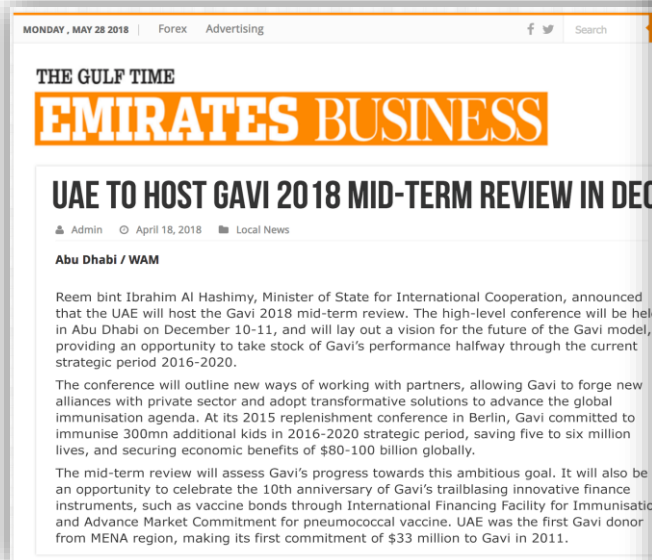 MONDAY , MAY 28 2018 Forex Advertising Search
THE GULF TIME
EMIRATES BUSINESS
UAE TO HOST GAVI 2018 MID-TERM REVIEW IN DEC
Admin April 18, 2018 Local News
Abu Dhabi / WAM
Reem bint Ibrahim Al Hashimy, Minister of State for International Cooperation, announced
that the UAE will host the Gavi 2018 mid-term review. The high-level conference will be hel
in Abu Dhabi on December 10-11, and will lay out a vision for the future of the Gavi model,
providing an opportunity to take stock of Gavi's performance halfway through the current
strategic period 2016-2020.
The conference will outline new ways of working with partners, allowing Gavi to forge new
alliances with private sector and adopt transformative solutions to advance the global
immunisation agenda. At its 2015 replenishment conference in Berlin, Gavi committed to
immunise 300mn additional kids in 2016-2020 strategic period, saving five to six million
lives, and securing economic benefits of $80-100 billion globally.
The mid-term review will assess Gavi's progress towards this ambitious goal. It will also be
an opportunity to celebrate the 10th anniversary of Gavi's trailblazing innovative finance
instruments, such as vaccine bonds through International Financing Facility for Immunisatio
and Advance Market Commitment for pneumococcal vaccine. UAE was the first Gavi donor
from MENA region, making its first commitment of $33 million to Gavi in 2011.